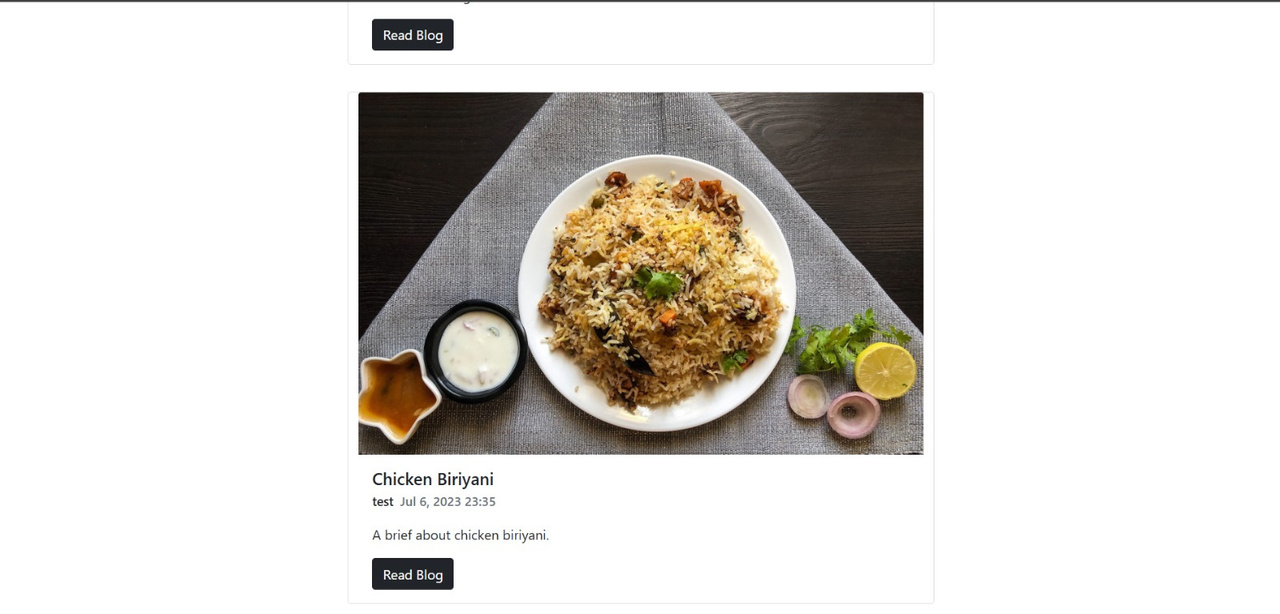 Read Blog
Chicken Biriyani
test Jul 6, 2023 23:35
A brief about chicken biriyani.
Read Blog